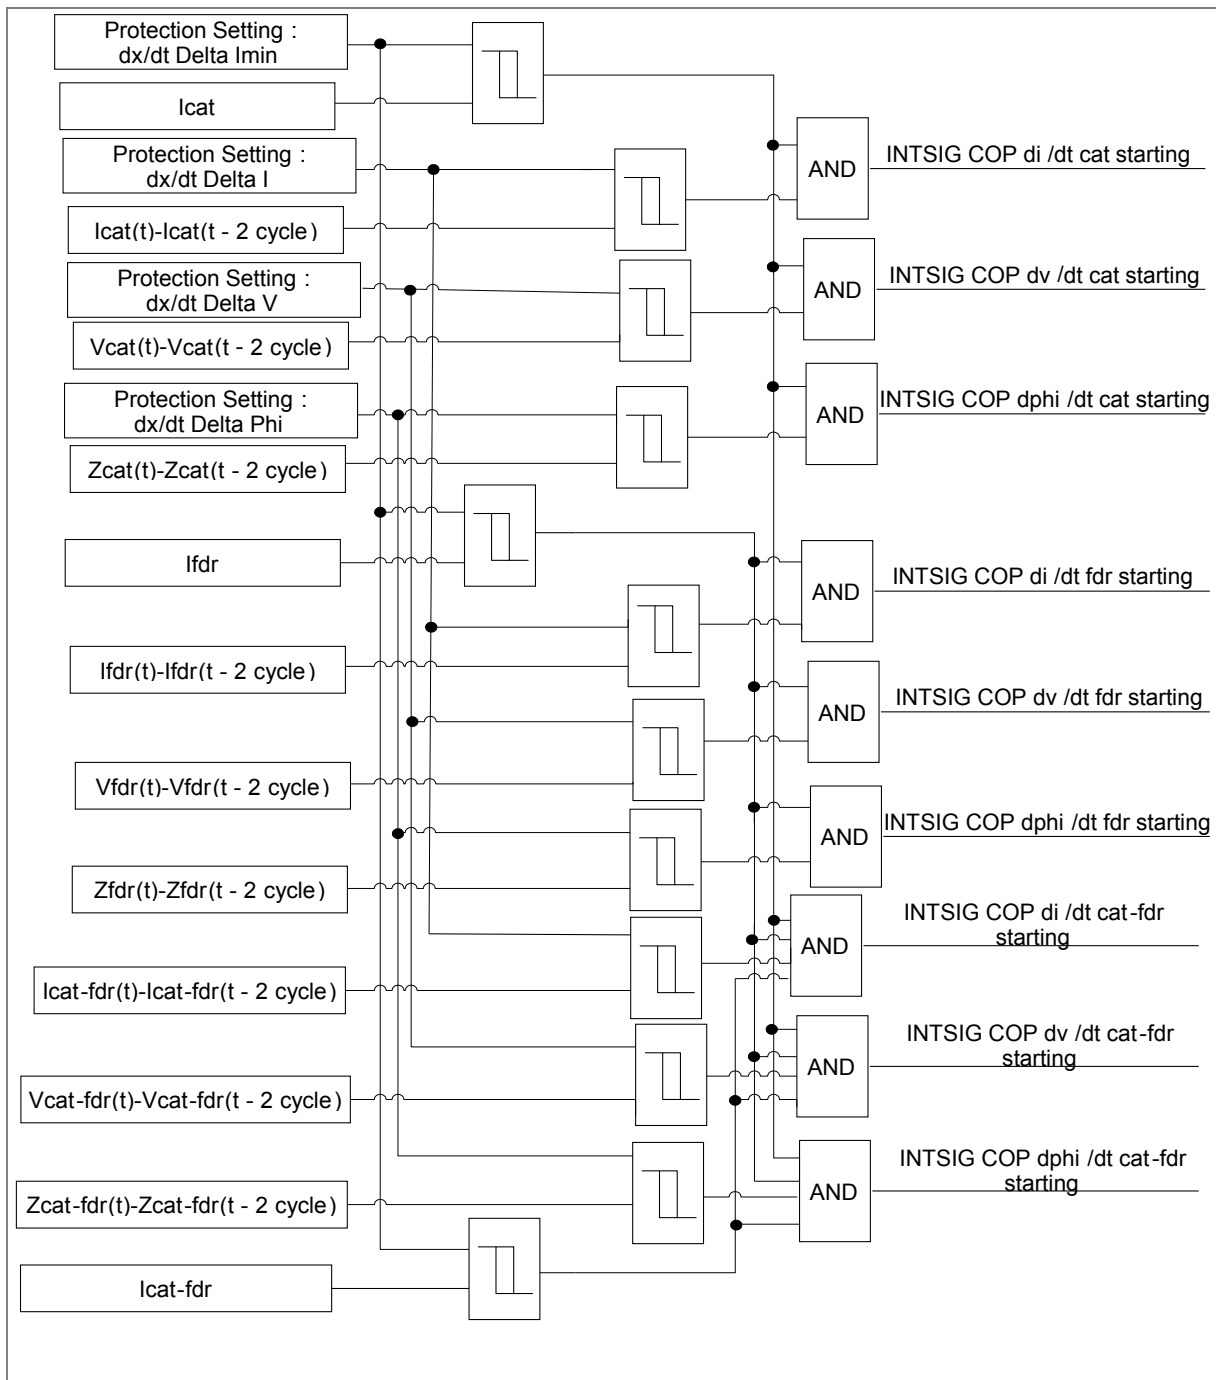 Protection Setting :
dx/dt Delta Imin
Icat
Protection Setting :
dx/dt Delta I
Icat(t)-Icat(t - 2 cycle)
Protection Setting :
dx/dt Delta V
Vcat(t)-Vcat(t - 2 cycle)
Protection Setting :
dx/dt Delta Phi
Zcat(t)-Zcat(t - 2 cycle)
Ifdr
Ifdr(t)-Ifdr(t - 2 cycle)
Vfdr(t)-Vfdr(t - 2 cycle)
Zfdr(t)-Zfdr(t - 2 cycle)
Icat-fdr(t)-Icat-fdr(t - 2 cycle)
Vcat-fdr(t)-Vcat-fdr(t - 2 cycle)
Zcat-fdr(t)-Zcat-fdr(t - 2 cycle)
Icat-fdr
AND
INTSIG COP di /dt cat starting
AND
INTSIG COP dv /dt cat starting
AND
INTSIG COP dphi /dt cat starting
AND
INTSIG COP di /dt fdr starting
AND
INTSIG COP dv /dt fdr starting
AND
INTSIG COP dphi /dt fdr starting
AND
INTSIG COP di /dt cat-fdr
starting
AND
INTSIG COP dv /dt cat-fdr
starting
AND
INTSIG COP dphi /dt cat-fdr
starting